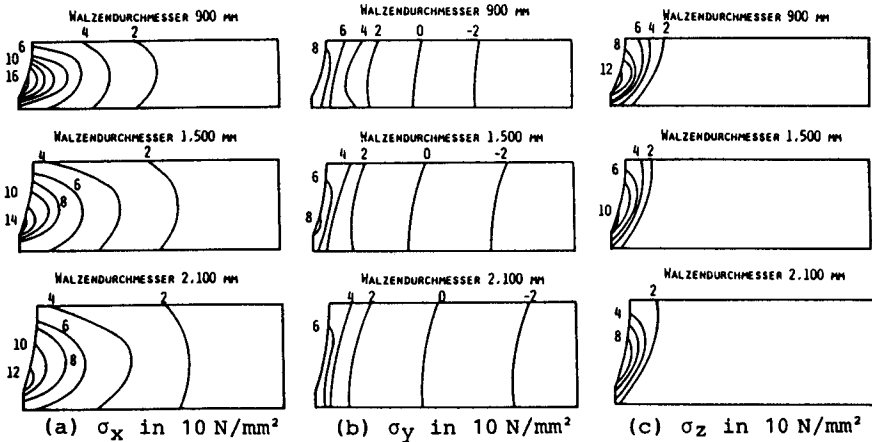 WALZENDURCHMESSER 900 MM
6 4 2
10
16
WALZENDURCHMESSER 900 MM
8 6 4 2 0 -2
WALZENDURCHMESSER 900 MM
8 6 4 2
12
WALZENDURCHMESSER 1.500 MM
4 2
10 6
14 8
WALZENDURCHMESSER 1.500 MM
4 2 0 -2
6
8
WALZENDURCHMESSER 1.500 MM
4 2
6
10
WALZENDURCHMESSER 2.100 MM
4 2
10 6
12 8
WALZENDURCHMESSER 2.100 MM
4 2 0 -2
6
WALZENDURCHMESSER 2.100 MM
2
4
8
(a) σx in 10 N/mm²
(b) σy in 10 N/mm²
(c) σz in 10 N/mm²